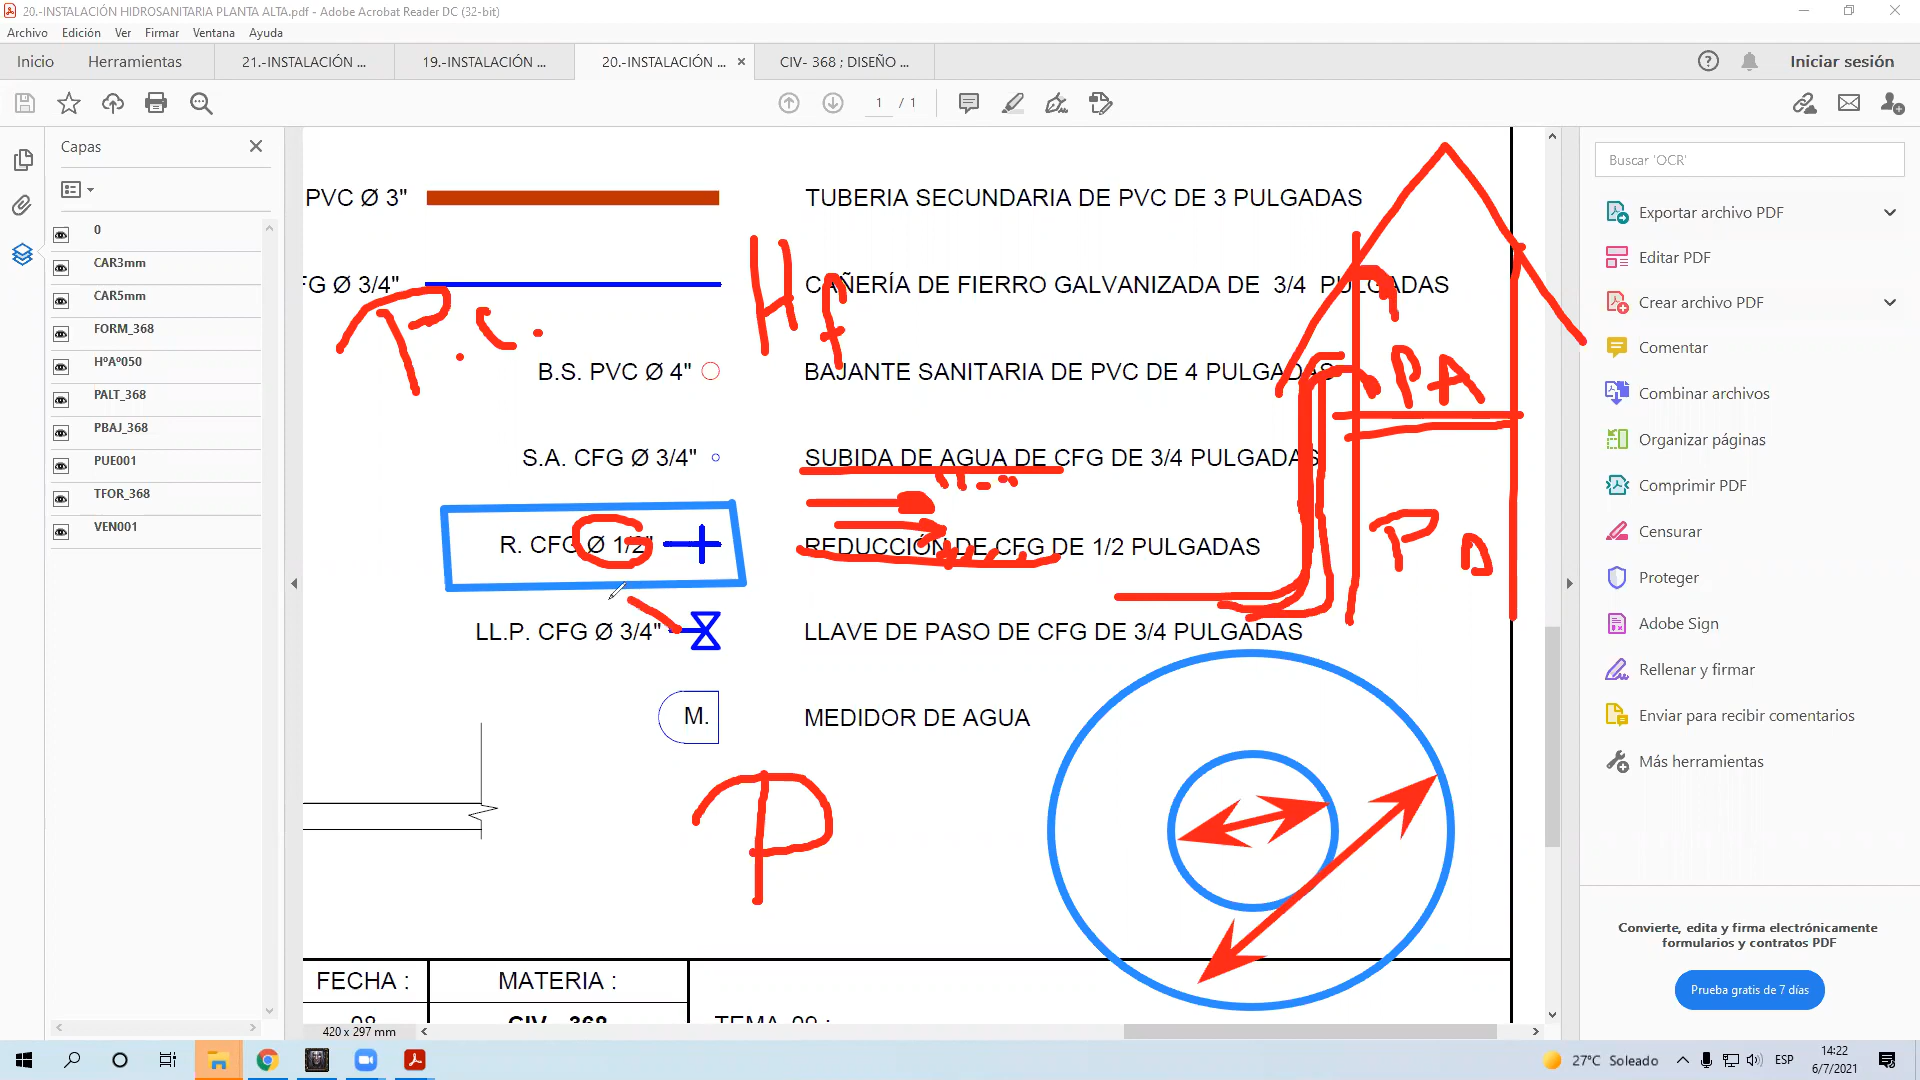 20.-INSTALACIÓN HIDROSANITARIA PLANTA ALTA.pdf - Adobe Acrobat Reader DC (32-bit)
Archivo Edición Ver Firmar Ventana Ayuda
Inicio Herramientas 21.-INSTALACIÓN ... 19.-INSTALACIÓN ... 20.-INSTALACIÓN ... CIV- 368 ; DISEÑO ... Iniciar sesión
1 / 1
Capas
0
CAR3mm
CAR5mm
FORM_368
HºAº050
PALT_368
PBAJ_368
PUE001
TFOR_368
VEN001
PVC Ø 3" TUBERIA SECUNDARIA DE PVC DE 3 PULGADAS
FG Ø 3/4" CAÑERÍA DE FIERRO GALVANIZADA DE 3/4 PULGADAS
Hf
P.C.
B.S. PVC Ø 4" BAJANTE SANITARIA DE PVC DE 4 PULGADAS
PA
S.A. CFG Ø 3/4" SUBIDA DE AGUA DE CFG DE 3/4 PULGADAS
R. CFG Ø 1/2" REDUCCIÓN DE CFG DE 1/2 PULGADAS
P
LL.P. CFG Ø 3/4" LLAVE DE PASO DE CFG DE 3/4 PULGADAS
M. MEDIDOR DE AGUA
P
FECHA : MATERIA :
08 CIV - 368 TEMA 09 :
420 x 297 mm
Buscar 'OCR'
Exportar archivo PDF
Editar PDF
Crear archivo PDF
Comentar
Combinar archivos
Organizar páginas
Comprimir PDF
Censurar
Proteger
Adobe Sign
Rellenar y firmar
Enviar para recibir comentarios
Más herramientas
Convierte, edita y firma electrónicamente
formularios y contratos PDF
Prueba gratis de 7 días
27°C Soleado ESP 14:22
6/7/2021